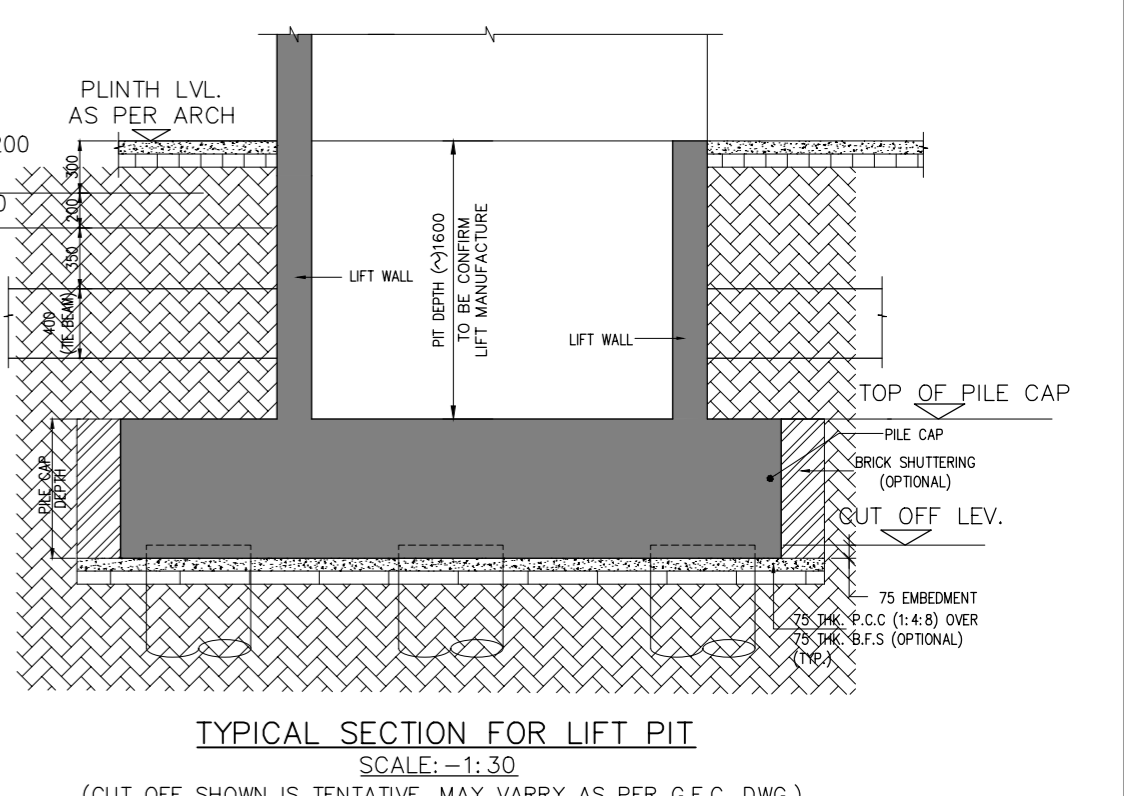 PLINTH LVL.
AS PER ARCH
200
0
300
200
350
400
(TIE BEAM)
PIT DEPTH (~)1600
TO BE CONFIRM
LIFT MANUFACTURE
LIFT WALL
LIFT WALL
TOP OF PILE CAP
PILE CAP
BRICK SHUTTERING
(OPTIONAL)
PILE CAP
DEPTH
CUT OFF LEV.
75 EMBEDMENT
75 THK. P.C.C (1:4:8) OVER
75 THK. B.F.S (OPTIONAL)
(TYP.)
TYPICAL SECTION FOR LIFT PIT
SCALE:-1:30
(CUT OFF SHOWN IS TENTATIVE, MAY VARRY AS PER G.F.C. DWG.)